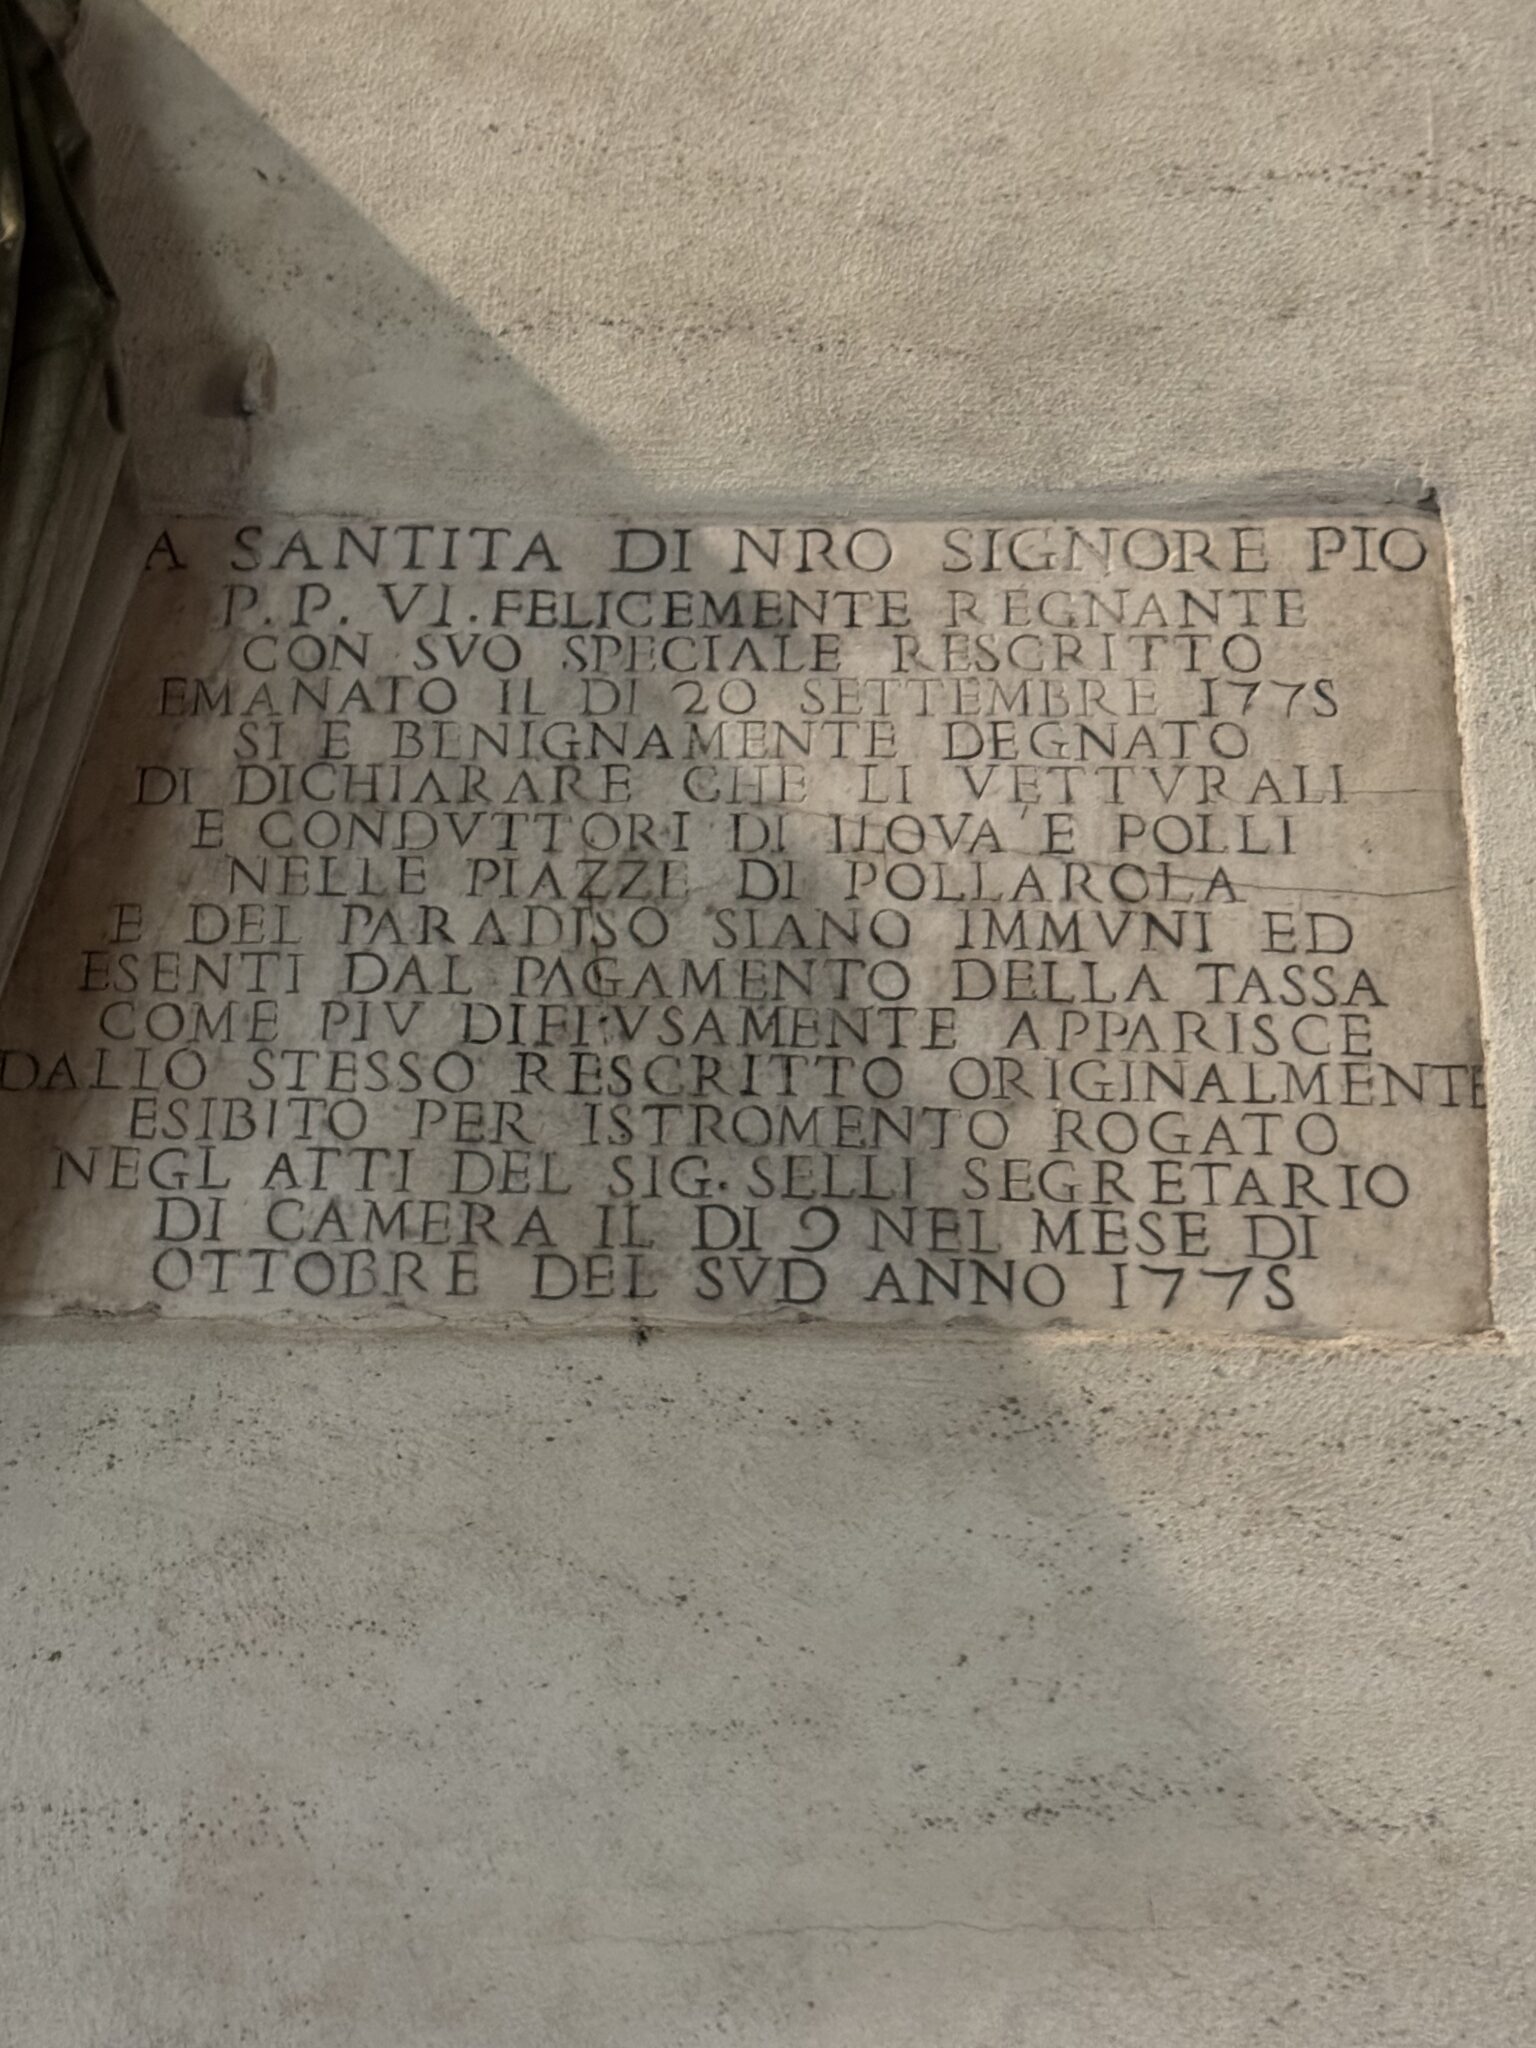 A SANTITA DI NRO SIGNORE PIO
P.P. VI. FELICEMENTE REGNANTE
CON SVO SPECIALE RESCRITTO
EMANATO IL DI 20 SETTEMBRE 1775
SI E BENIGNAMENTE DEGNATO
DI DICHIARARE CHE LI VETTVRALI
E CONDVTTORI DI LOVA E POLLI
NELLE PIAZZE DI POLLAROLA
E DEL PARADISO SIANO IMMVNI ED
ESENTI DAL PAGAMENTO DELLA TASSA
COME PIV DIFFVSAMENTE APPARISCE
DALLO STESSO RESCRITTO ORIGINALMENTE
ESIBITO PER ISTROMENTO ROGATO
NEGL ATTI DEL SIG. SELLI SEGRETARIO
DI CAMERA IL DI 9 NEL MESE DI
OTTOBRE DEL SVD ANNO 1775